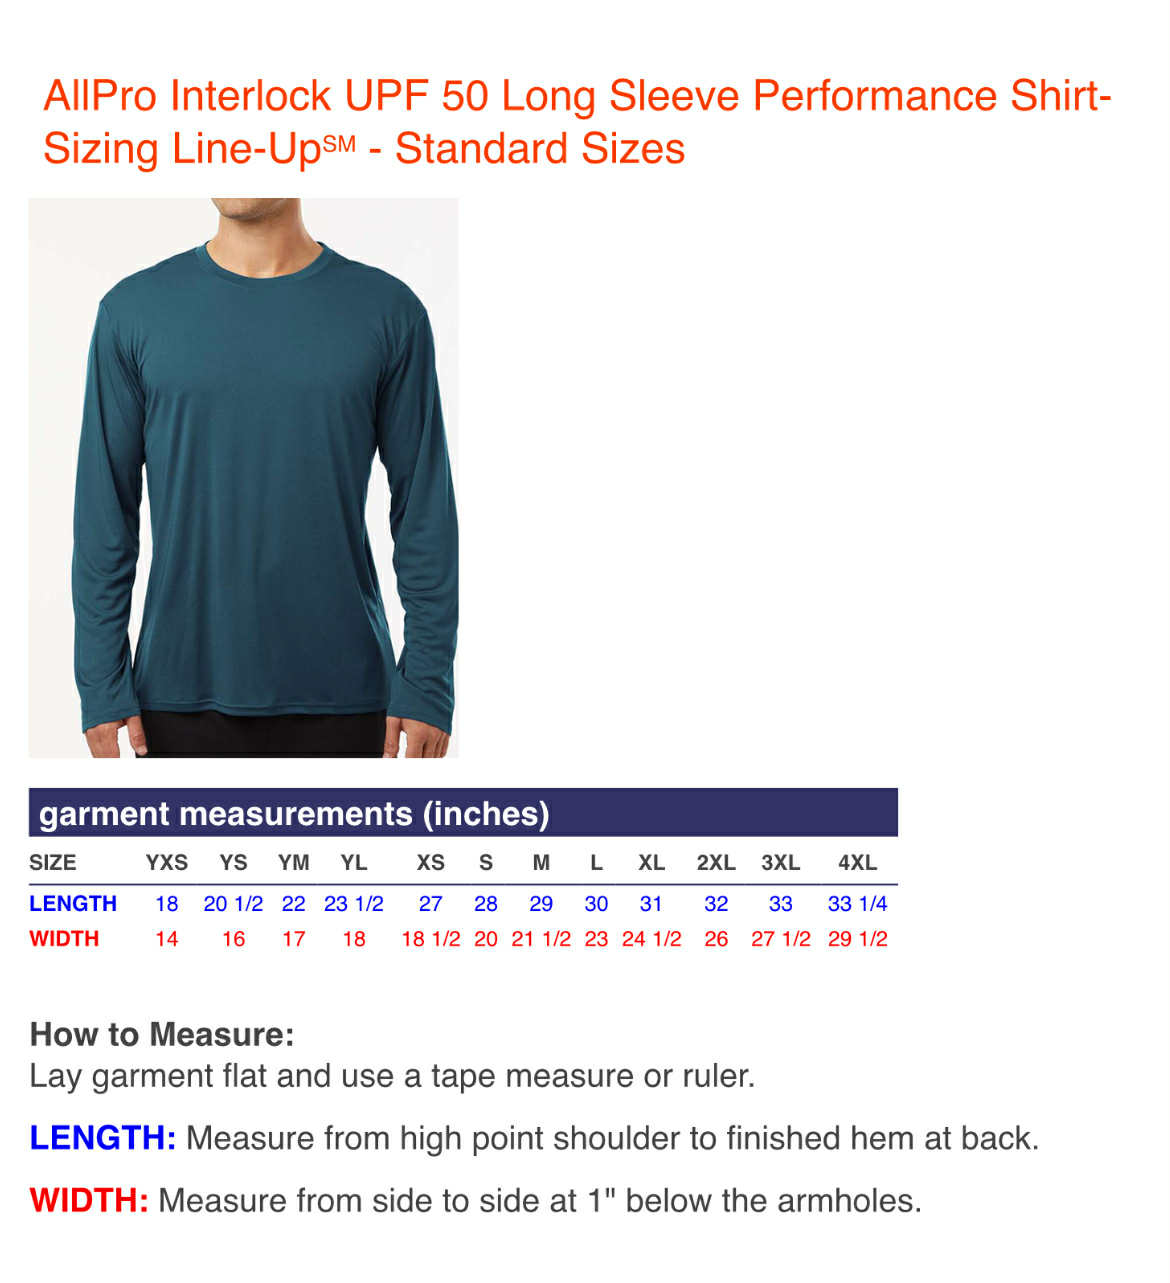 AllPro Interlock UPF 50 Long Sleeve Performance Shirt-
Sizing Line-Up℠ - Standard Sizes
garment measurements (inches)
SIZE YXS YS YM YL XS S M L XL 2XL 3XL 4XL
LENGTH 18 20 1/2 22 23 1/2 27 28 29 30 31 32 33 33 1/4
WIDTH 14 16 17 18 18 1/2 20 21 1/2 23 24 1/2 26 27 1/2 29 1/2
How to Measure:
Lay garment flat and use a tape measure or ruler.
LENGTH: Measure from high point shoulder to finished hem at back.
WIDTH: Measure from side to side at 1" below the armholes.